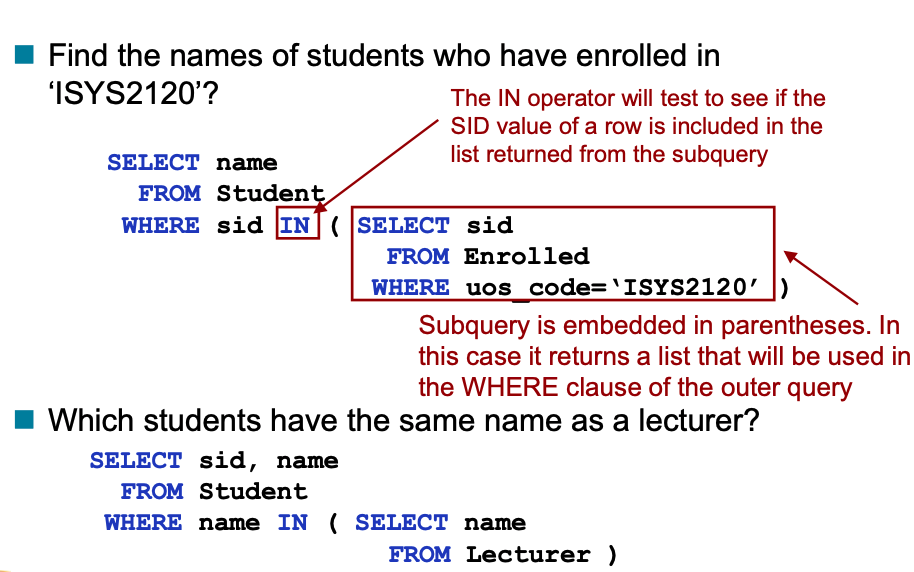 Find the names of students who have enrolled in
‘ISYS2120’?
The IN operator will test to see if the
SID value of a row is included in the
list returned from the subquery
SELECT name
FROM Student
WHERE sid IN ( SELECT sid
FROM Enrolled
WHERE uos_code=‘ISYS2120’ )
Subquery is embedded in parentheses. In
this case it returns a list that will be used in
the WHERE clause of the outer query
Which students have the same name as a lecturer?
SELECT sid, name
FROM Student
WHERE name IN ( SELECT name
FROM Lecturer )